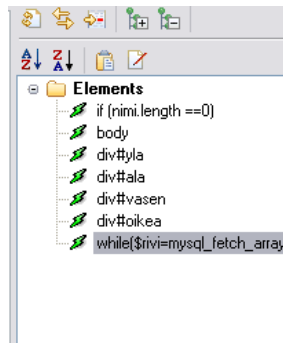 Elements
if (nimi.length ==0)
body
div#yla
div#ala
div#vasen
div#oikea
while($rivi=mysql_fetch_array